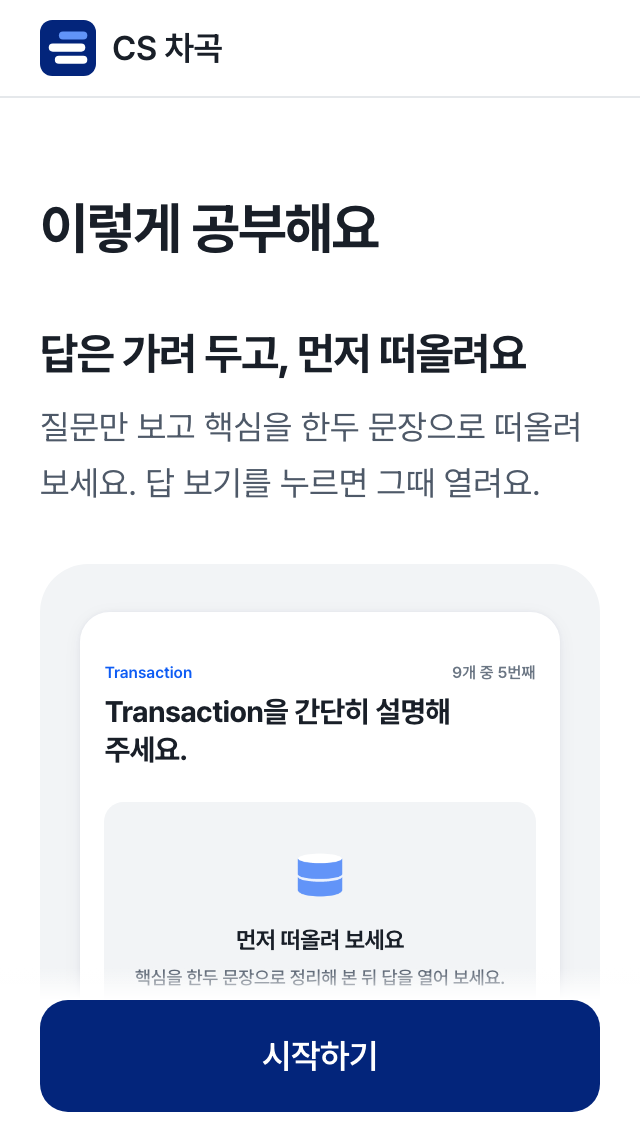 CS 차곡
이렇게 공부해요
답은 가려 두고, 먼저 떠올려요
질문만 보고 핵심을 한두 문장으로 떠올려
보세요. 답 보기를 누르면 그때 열려요.
Transaction
9개 중 5번째
Transaction을 간단히 설명해
주세요.
먼저 떠올려 보세요
핵심을 한두 문장으로 정리해 본 뒤 답을 열어 보세요.
시작하기